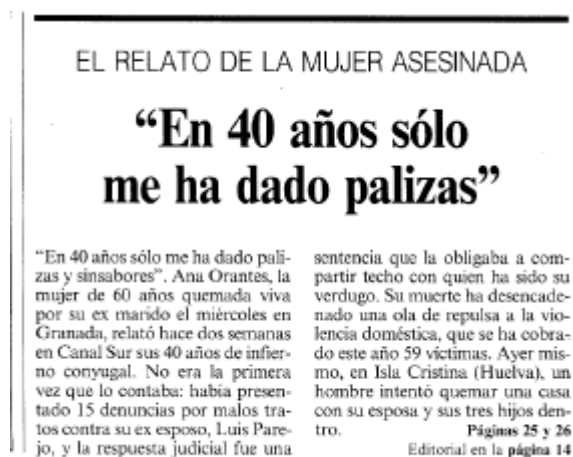 EL RELATO DE LA MUJER ASESINADA
“En 40 años sólo
me ha dado palizas”
“En 40 años sólo me ha dado pali-
zas y sinsabores”. Ana Orantes, la
mujer de 60 años quemada viva
por su ex marido el miércoles en
Granada, relató hace dos semanas
en Canal Sur sus 40 años de infier-
no conyugal. No era la primera
vez que lo contaba: había presen-
tado 15 denuncias por malos tra-
tos contra su ex esposo, Luis Pare-
jo, y la respuesta judicial fue una
sentencia que la obligaba a com-
partir techo con quien ha sido su
verdugo. Su muerte ha desencade-
nado una ola de repulsa a la vio-
lencia doméstica, que se ha cobra-
do este año 59 víctimas. Ayer mis-
mo, en Isla Cristina (Huelva), un
hombre intentó quemar una casa
con su esposa y sus tres hijos den-
tro. Páginas 25 y 26
Editorial en la página 14